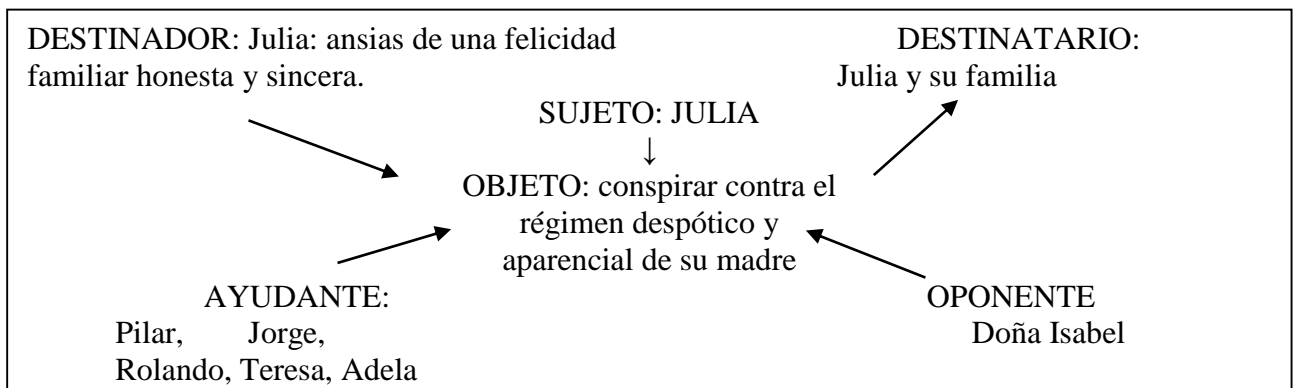 DESTINADOR: Julia: ansias de una felicidad
familiar honesta y sincera.
DESTINATARIO:
Julia y su familia
SUJETO: JULIA
↓
OBJETO: conspirar contra el
régimen despótico y
aparencial de su madre
AYUDANTE:
Pilar, Jorge,
Rolando, Teresa, Adela
OPONENTE
Doña Isabel